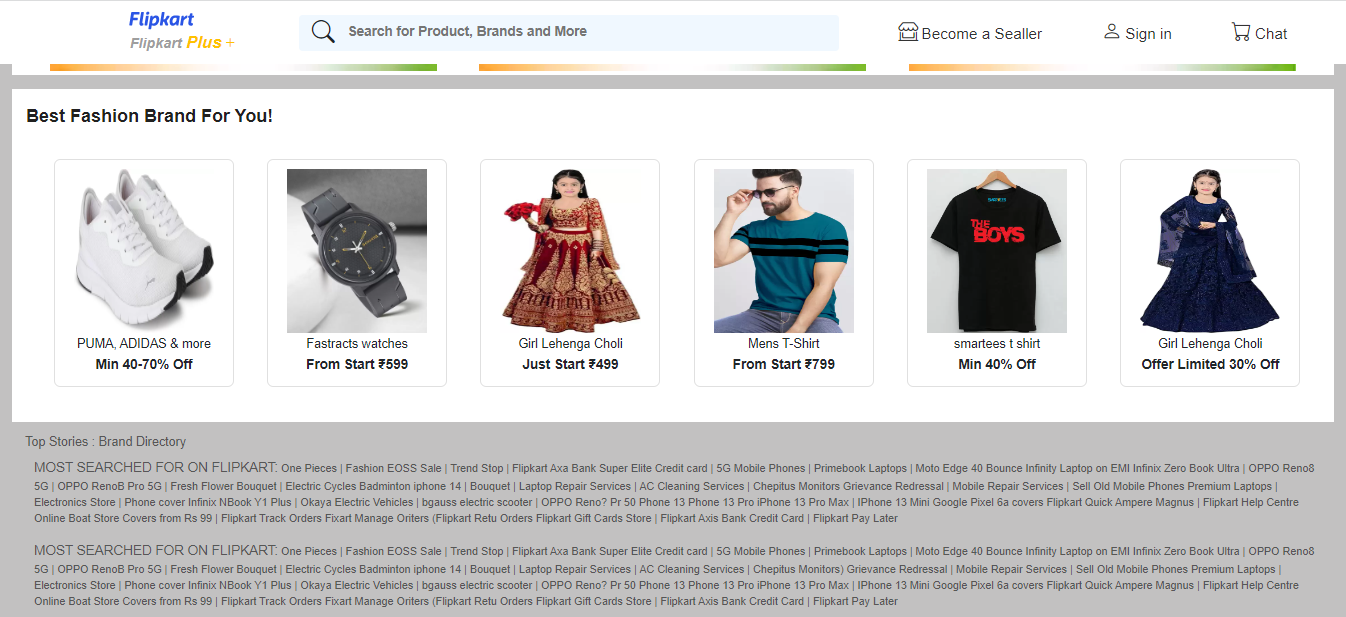 Flipkart
Flipkart Plus +
Search for Product, Brands and More
Become a Sealler
Sign in
Chat
Best Fashion Brand For You!
THE
BOYS
PUMA, ADIDAS & more
Min 40-70% Off
Fastracts watches
From Start ₹599
Girl Lehenga Choli
Just Start ₹499
Mens T-Shirt
From Start ₹799
smartees t shirt
Min 40% Off
Girl Lehenga Choli
Offer Limited 30% Off
Top Stories : Brand Directory
MOST SEARCHED FOR ON FLIPKART: One Pieces | Fashion EOSS Sale | Trend Stop | Flipkart Axa Bank Super Elite Credit card | 5G Mobile Phones | Primebook Laptops | Moto Edge 40 Bounce Infinity Laptop on EMI Infinix Zero Book Ultra | OPPO Reno8
5G | OPPO RenoB Pro 5G | Fresh Flower Bouquet | Electric Cycles Badminton iphone 14 | Bouquet | Laptop Repair Services | AC Cleaning Services | Chepitus Monitors Grievance Redressal | Mobile Repair Services | Sell Old Mobile Phones Premium Laptops |
Electronics Store | Phone cover Infinix NBook Y1 Plus | Okaya Electric Vehicles | bgauss electric scooter | OPPO Reno? Pr 50 Phone 13 Phone 13 Pro iPhone 13 Pro Max | IPhone 13 Mini Google Pixel 6a covers Flipkart Quick Ampere Magnus | Flipkart Help Centre
Online Boat Store Covers from Rs 99 | Flipkart Track Orders Fixart Manage Oriters (Flipkart Retu Orders Flipkart Gift Cards Store | Flipkart Axis Bank Credit Card | Flipkart Pay Later
MOST SEARCHED FOR ON FLIPKART: One Pieces | Fashion EOSS Sale | Trend Stop | Flipkart Axa Bank Super Elite Credit card | 5G Mobile Phones | Primebook Laptops | Moto Edge 40 Bounce Infinity Laptop on EMI Infinix Zero Book Ultra | OPPO Reno8
5G | OPPO RenoB Pro 5G | Fresh Flower Bouquet | Electric Cycles Badminton iphone 14 | Bouquet | Laptop Repair Services | AC Cleaning Services | Chepitus Monitors) Grievance Redressal | Mobile Repair Services | Sell Old Mobile Phones Premium Laptops |
Electronics Store | Phone cover Infinix NBook Y1 Plus | Okaya Electric Vehicles | bgauss electric scooter | OPPO Reno? Pr 50 Phone 13 Phone 13 Pro iPhone 13 Pro Max | IPhone 13 Mini Google Pixel 6a covers Flipkart Quick Ampere Magnus | Flipkart Help Centre
Online Boat Store Covers from Rs 99 | Flipkart Track Orders Fixart Manage Oriters (Flipkart Retu Orders Flipkart Gift Cards Store | Flipkart Axis Bank Credit Card | Flipkart Pay Later